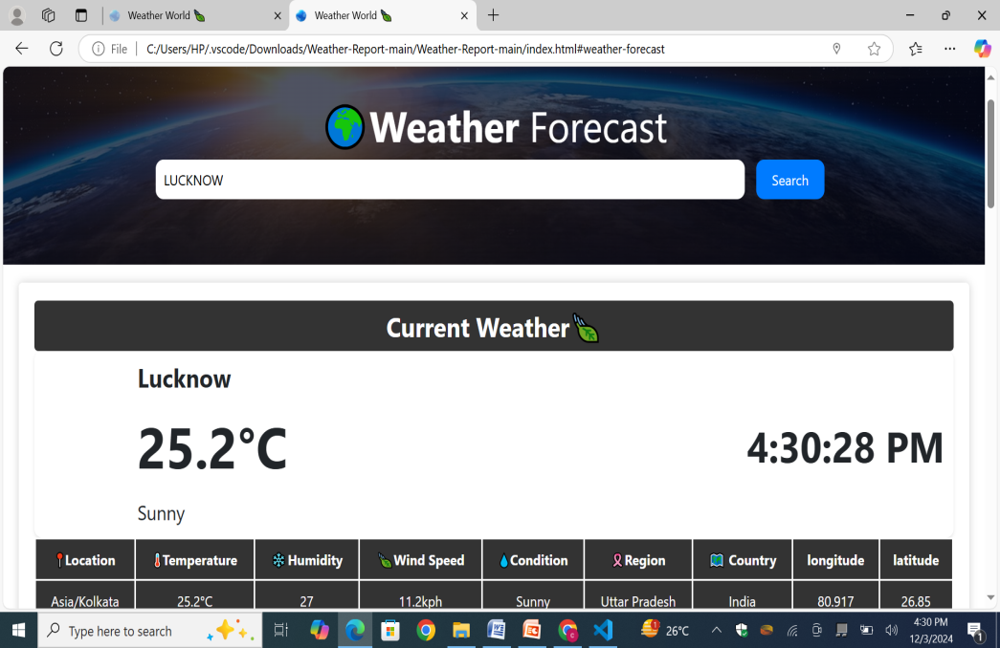 Weather World
Weather World
File
C:/Users/HP/.vscode/Downloads/Weather-Report-main/Weather-Report-main/index.html#weather-forecast
Weather Forecast
LUCKNOW
Search
Current Weather
Lucknow
25.2°C
4:30:28 PM
Sunny
Location Temperature Humidity Wind Speed Condition Region Country longitude latitude
Asia/Kolkata 25.2°C 27 11.2kph Sunny Uttar Pradesh India 80.917 26.85
Type here to search
1
26°C
4:30 PM
12/3/2024
1